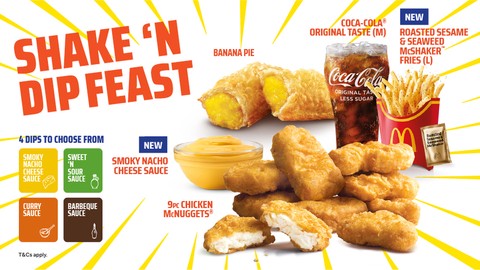 SHAKE 'N
DIP FEAST
BANANA PIE
COCA-COLA®
ORIGINAL TASTE (M)
NEW
ROASTED SESAME
& SEAWEED
McSHAKER™
FRIES (L)
Coca-Cola
ORIGINAL TASTE
LESS SUGAR
4 DIPS TO CHOOSE FROM
SMOKY
NACHO
CHEESE
SAUCE
SWEET
'N
SOUR
SAUCE
CURRY
SAUCE
BARBEQUE
SAUCE
NEW
SMOKY NACHO
CHEESE SAUCE
9PC CHICKEN
McNUGGETS®
T&Cs apply.